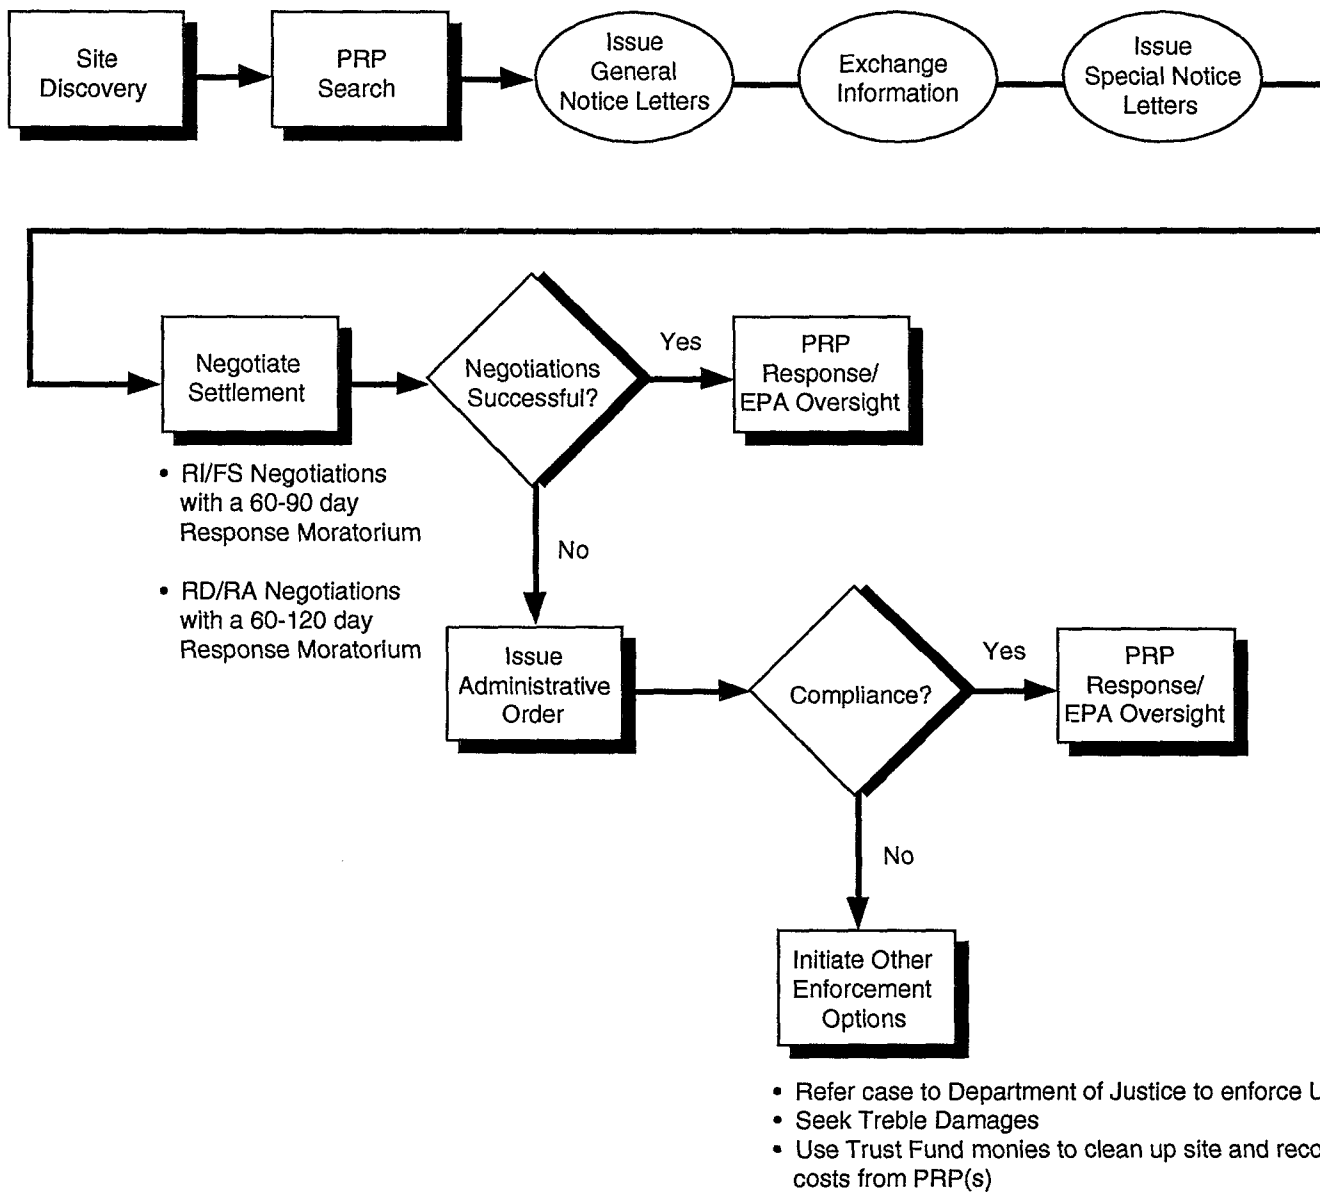 Site
Discovery
PRP
Search
Issue
General
Notice Letters
Exchange
Information
Issue
Special Notice
Letters
Negotiate
Settlement
Negotiations
Successful?
Yes
PRP
Response/
EPA Oversight
• RI/FS Negotiations
with a 60-90 day
Response Moratorium
• RD/RA Negotiations
with a 60-120 day
Response Moratorium
No
Issue
Administrative
Order
Compliance?
Yes
PRP
Response/
EPA Oversight
No
Initiate Other
Enforcement
Options
• Refer case to Department of Justice to enforce
• Seek Treble Damages
• Use Trust Fund monies to clean up site and
costs from PRP(s)